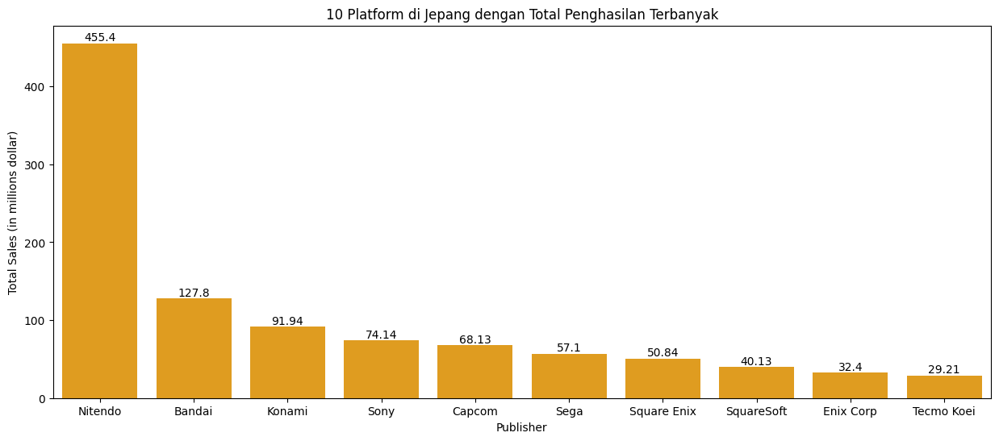 10 Platform di Jepang dengan Total Penghasilan Terbanyak
455.4
127.8
91.94
74.14
68.13
57.1
50.84
40.13
32.4
29.21
400
300
200
100
0
Total Sales (in millions dollar)
Nitendo
Bandai
Konami
Sony
Capcom
Sega
Square Enix
SquareSoft
Enix Corp
Tecmo Koei
Publisher